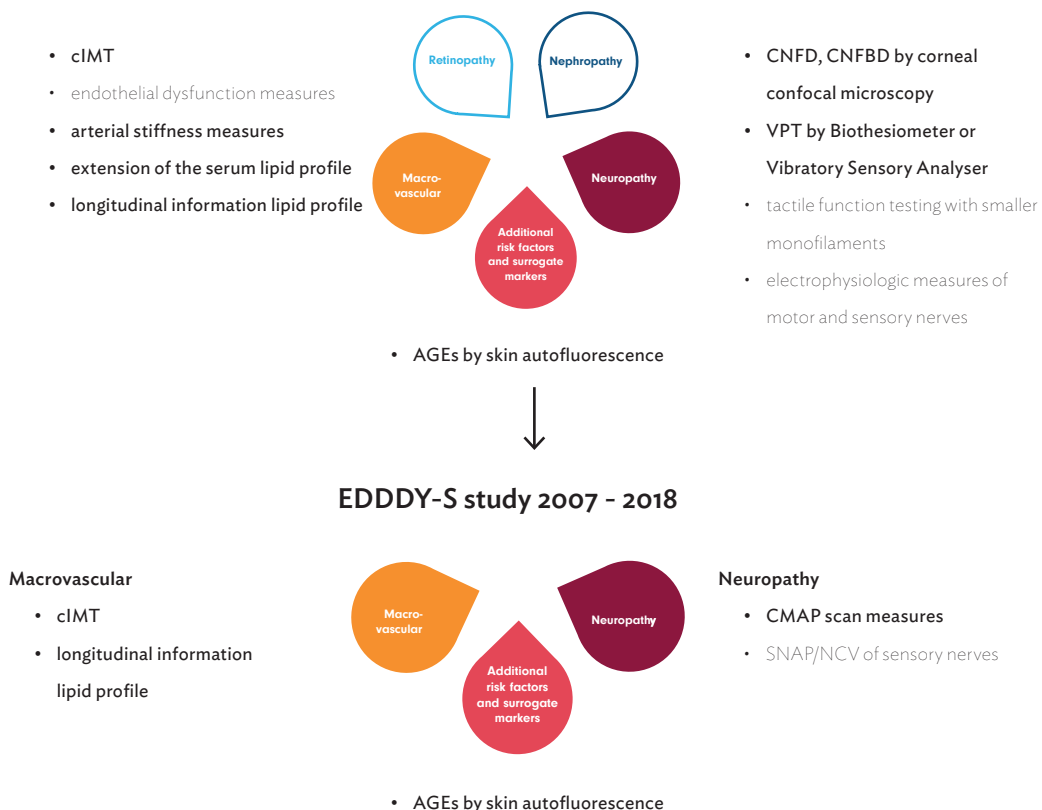 • cIMT
• endothelial dysfunction measures
• arterial stiffness measures
• extension of the serum lipid profile
• longitudinal information lipid profile
Retinopathy
Nephropathy
Macro-
vascular
Neuropathy
Additional
risk factors
and surrogate
markers
• CNFD, CNFBD by corneal
confocal microscopy
• VPT by Biothesiometer or
Vibratory Sensory Analyser
• tactile function testing with smaller
monofilaments
• electrophysiologic measures of
motor and sensory nerves
• AGEs by skin autofluorescence
EDDDY-S study 2007 - 2018
Macrovascular
• cIMT
• longitudinal information
lipid profile
Macro-
vascular
Neuropathy
Additional
risk factors
and surrogate
markers
Neuropathy
• CMAP scan measures
• SNAP/NCV of sensory nerves
• AGEs by skin autofluorescence